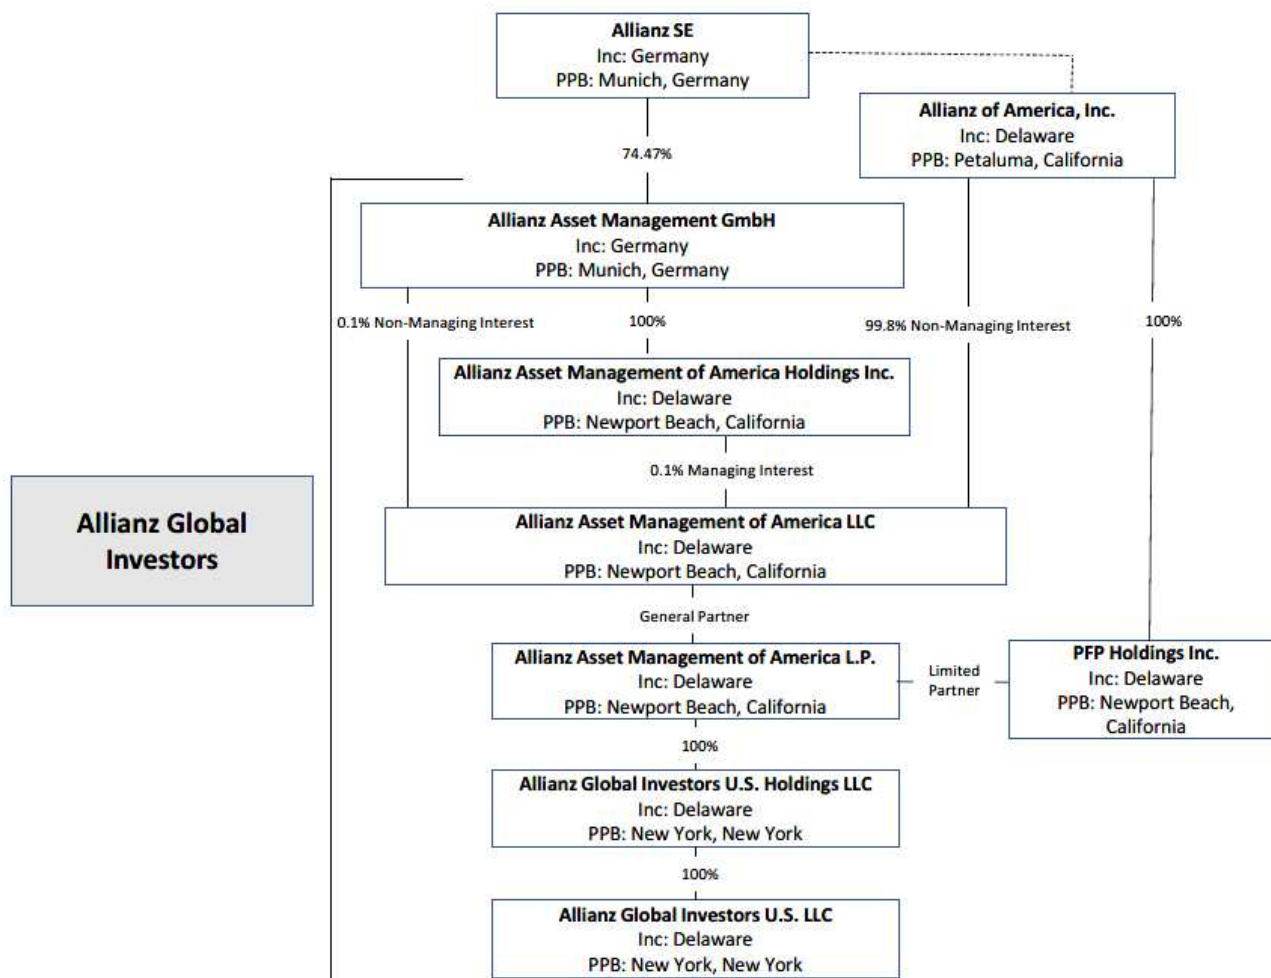 Allianz SE
Inc: Germany
PPB: Munich, Germany
Allianz of America, Inc.
Inc: Delaware
PPB: Petaluma, California
74.47%
Allianz Asset Management GmbH
Inc: Germany
PPB: Munich, Germany
0.1% Non-Managing Interest
100%
99.8% Non-Managing Interest
100%
Allianz Asset Management of America Holdings Inc.
Inc: Delaware
PPB: Newport Beach, California
0.1% Managing Interest
Allianz Global
Investors
Allianz Asset Management of America LLC
Inc: Delaware
PPB: Newport Beach, California
General Partner
Allianz Asset Management of America L.P.
Inc: Delaware
PPB: Newport Beach, California
Limited
Partner
PFP Holdings Inc.
Inc: Delaware
PPB: Newport Beach,
California
100%
Allianz Global Investors U.S. Holdings LLC
Inc: Delaware
PPB: New York, New York
100%
Allianz Global Investors U.S. LLC
Inc: Delaware
PPB: New York, New York